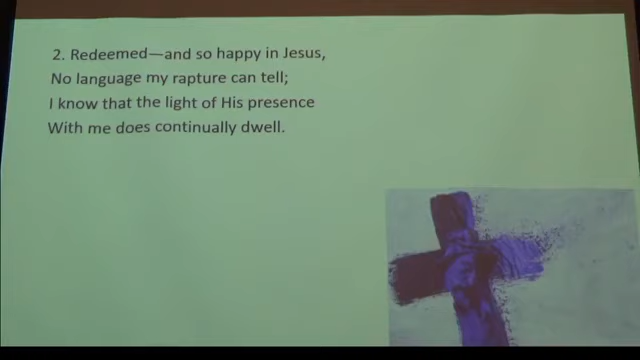 2. Redeemed—and so happy in Jesus,
No language my rapture can tell;
I know that the light of His presence
With me does continually dwell.